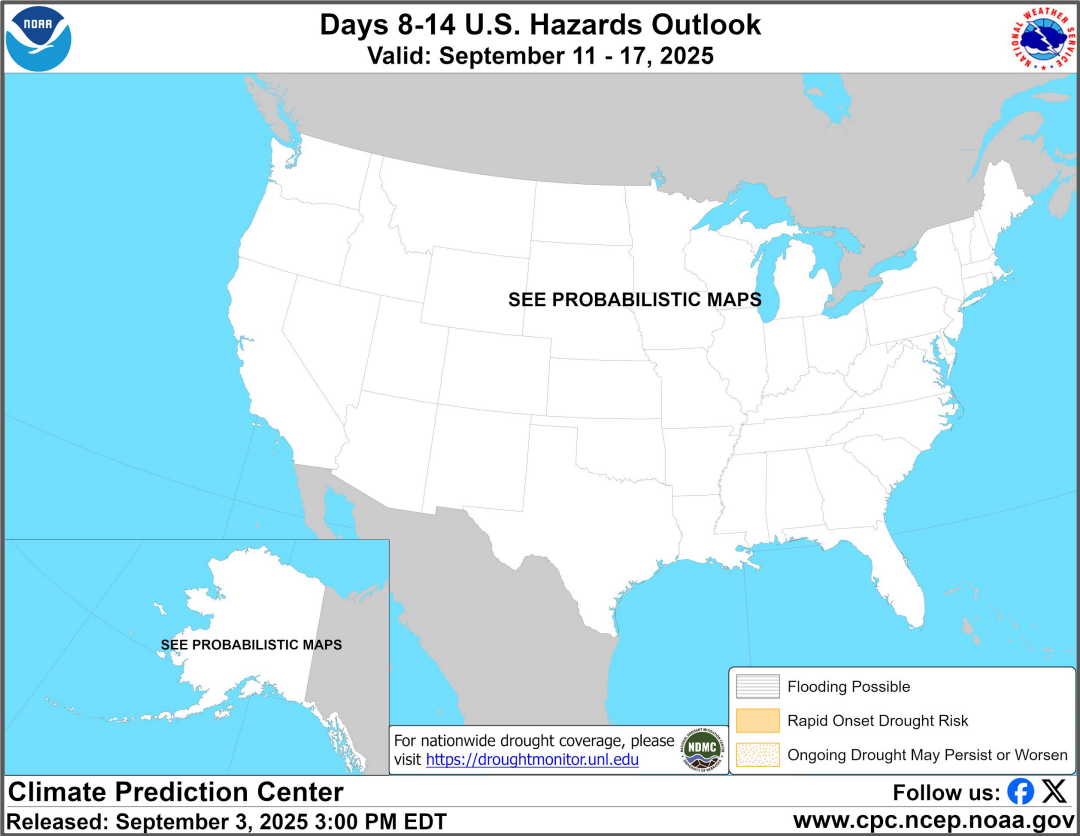 NOAA
Days 8-14 U.S. Hazards Outlook
Valid: September 11 - 17, 2025
NATIONAL WEATHER SERVICE
SEE PROBABILISTIC MAPS
SEE PROBABILISTIC MAPS
Flooding Possible
Rapid Onset Drought Risk
Ongoing Drought May Persist or Worsen
For nationwide drought coverage, please
visit https://droughtmonitor.unl.edu
NDMC
Climate Prediction Center
Released: September 3, 2025 3:00 PM EDT
Follow us:
www.cpc.ncep.noaa.gov